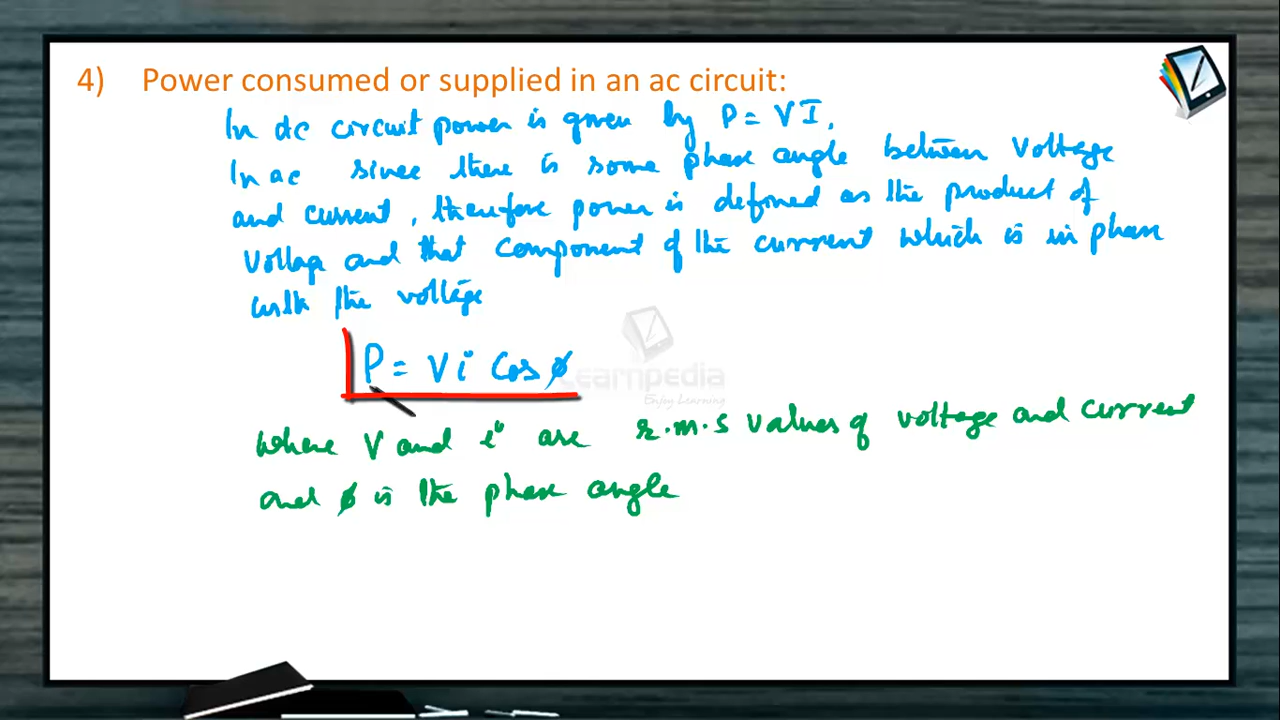 4) Power consumed or supplied in an ac circuit:
In dc circuit power is given by P = VI,
In ac since there is some phase angle between Voltage
and current, therefore power is defined as the product of
Voltage and that component of the current which is in phase
with the voltage
P = V i Cos ϕ
Learnpedia
Enjoy Learning
where V and i are r.m.s values of voltage and current
and ϕ is the phase angle